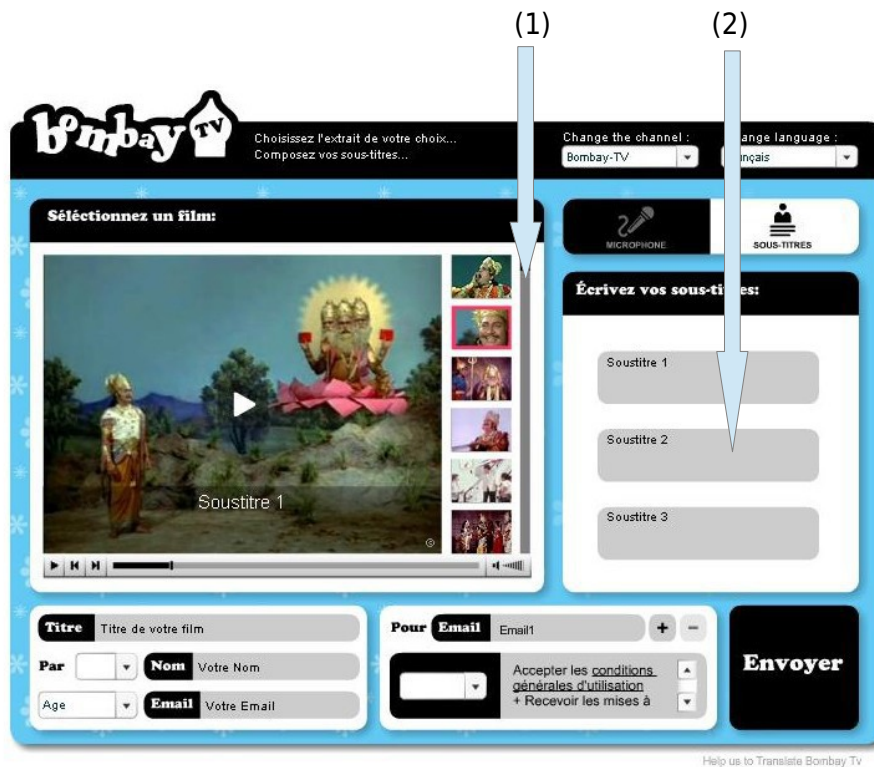 (1) (2)
bombay TV
Choisissez l'extrait de votre choix...
Composez vos sous-titres...
Change the channel :
Bombay-TV
ange language :
nçais
Séléctionnez un film:
MICROPHONE
SOUS-TITRES
Écrivez vos sous-titres:
Soustitre 1
Soustitre 2
Soustitre 3
Soustitre 1
©
Titre Titre de votre film
Par Nom Votre Nom
Age Email Votre Email
Pour Email Email1 + -
Accepter les conditions
générales d'utilisation
+ Recevoir les mises à
Envoyer
Help us to Translate Bombay Tv